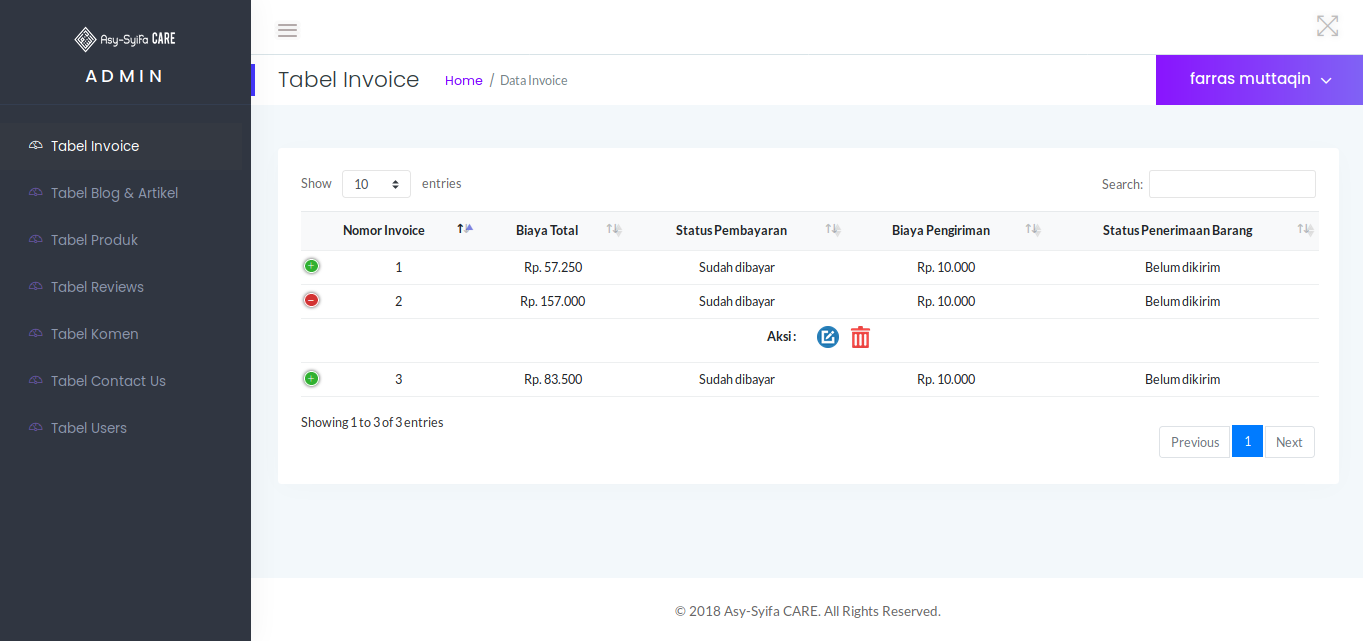 Asy-SyiFa CARE
ADMIN
Tabel Invoice
Tabel Blog & Artikel
Tabel Produk
Tabel Reviews
Tabel Komen
Tabel Contact Us
Tabel Users
Tabel Invoice Home / Data Invoice
farras muttaqin
Show 10 entries
Search:
Nomor Invoice Biaya Total Status Pembayaran Biaya Pengiriman Status Penerimaan Barang
1 Rp. 57.250 Sudah dibayar Rp. 10.000 Belum dikirim
2 Rp. 157.000 Sudah dibayar Rp. 10.000 Belum dikirim
Aksi :
3 Rp. 83.500 Sudah dibayar Rp. 10.000 Belum dikirim
Showing 1 to 3 of 3 entries
Previous 1 Next
© 2018 Asy-Syifa CARE. All Rights Reserved.